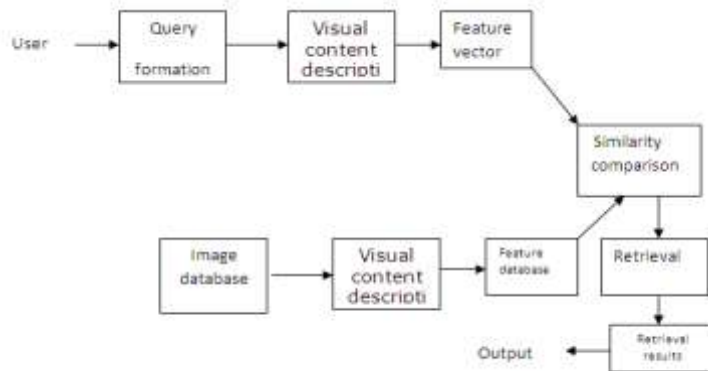 User
Query
formation
Visual
content
descripti
Feature
vector
Similarity
comparison
Image
database
Visual
content
descripti
Feature
database
Retrieval
Retrieval
results
Output